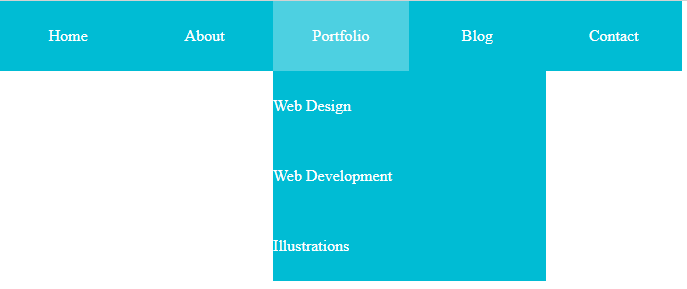 Home About Portfolio Blog Contact
Web Design
Web Development
Illustrations